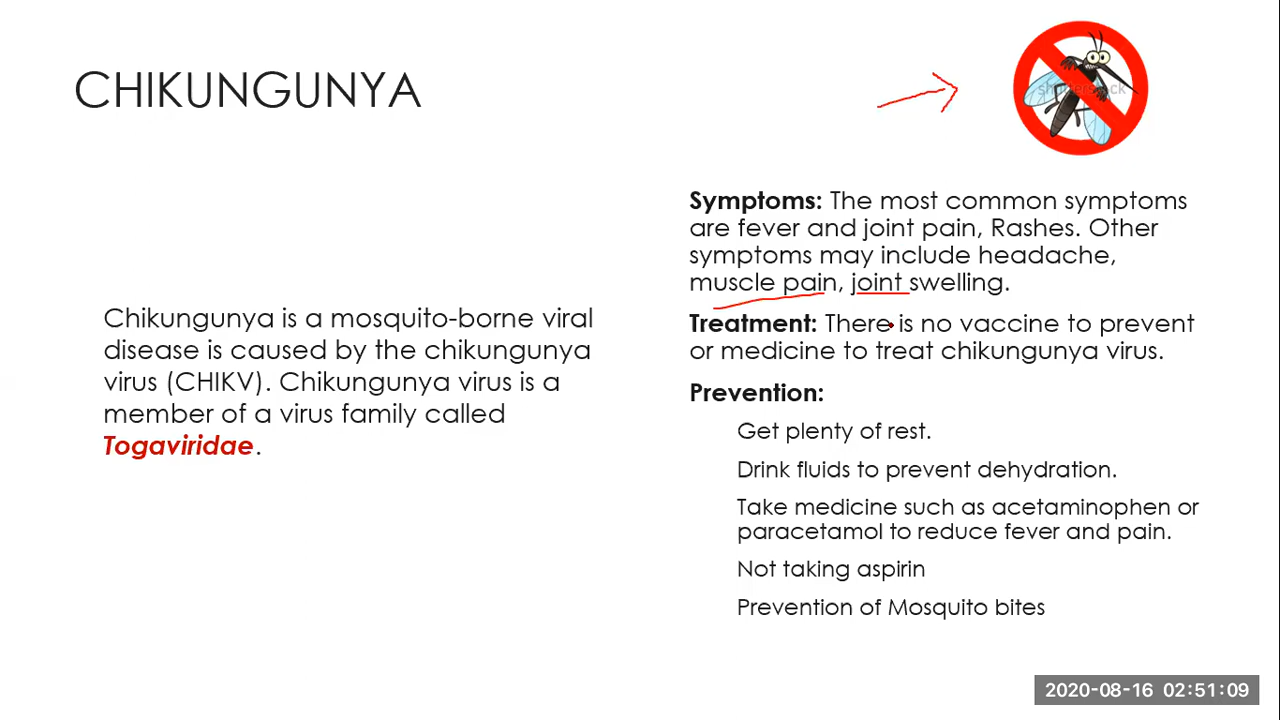 CHIKUNGUNYA
shutterstock
Chikungunya is a mosquito-borne viral
disease is caused by the chikungunya
virus (CHIKV). Chikungunya virus is a
member of a virus family called
Togaviridae.
Symptoms: The most common symptoms
are fever and joint pain, Rashes. Other
symptoms may include headache,
muscle pain, joint swelling.
Treatment: There is no vaccine to prevent
or medicine to treat chikungunya virus.
Prevention:
Get plenty of rest.
Drink fluids to prevent dehydration.
Take medicine such as acetaminophen or
paracetamol to reduce fever and pain.
Not taking aspirin
Prevention of Mosquito bites
2020-08-16 02:51:09